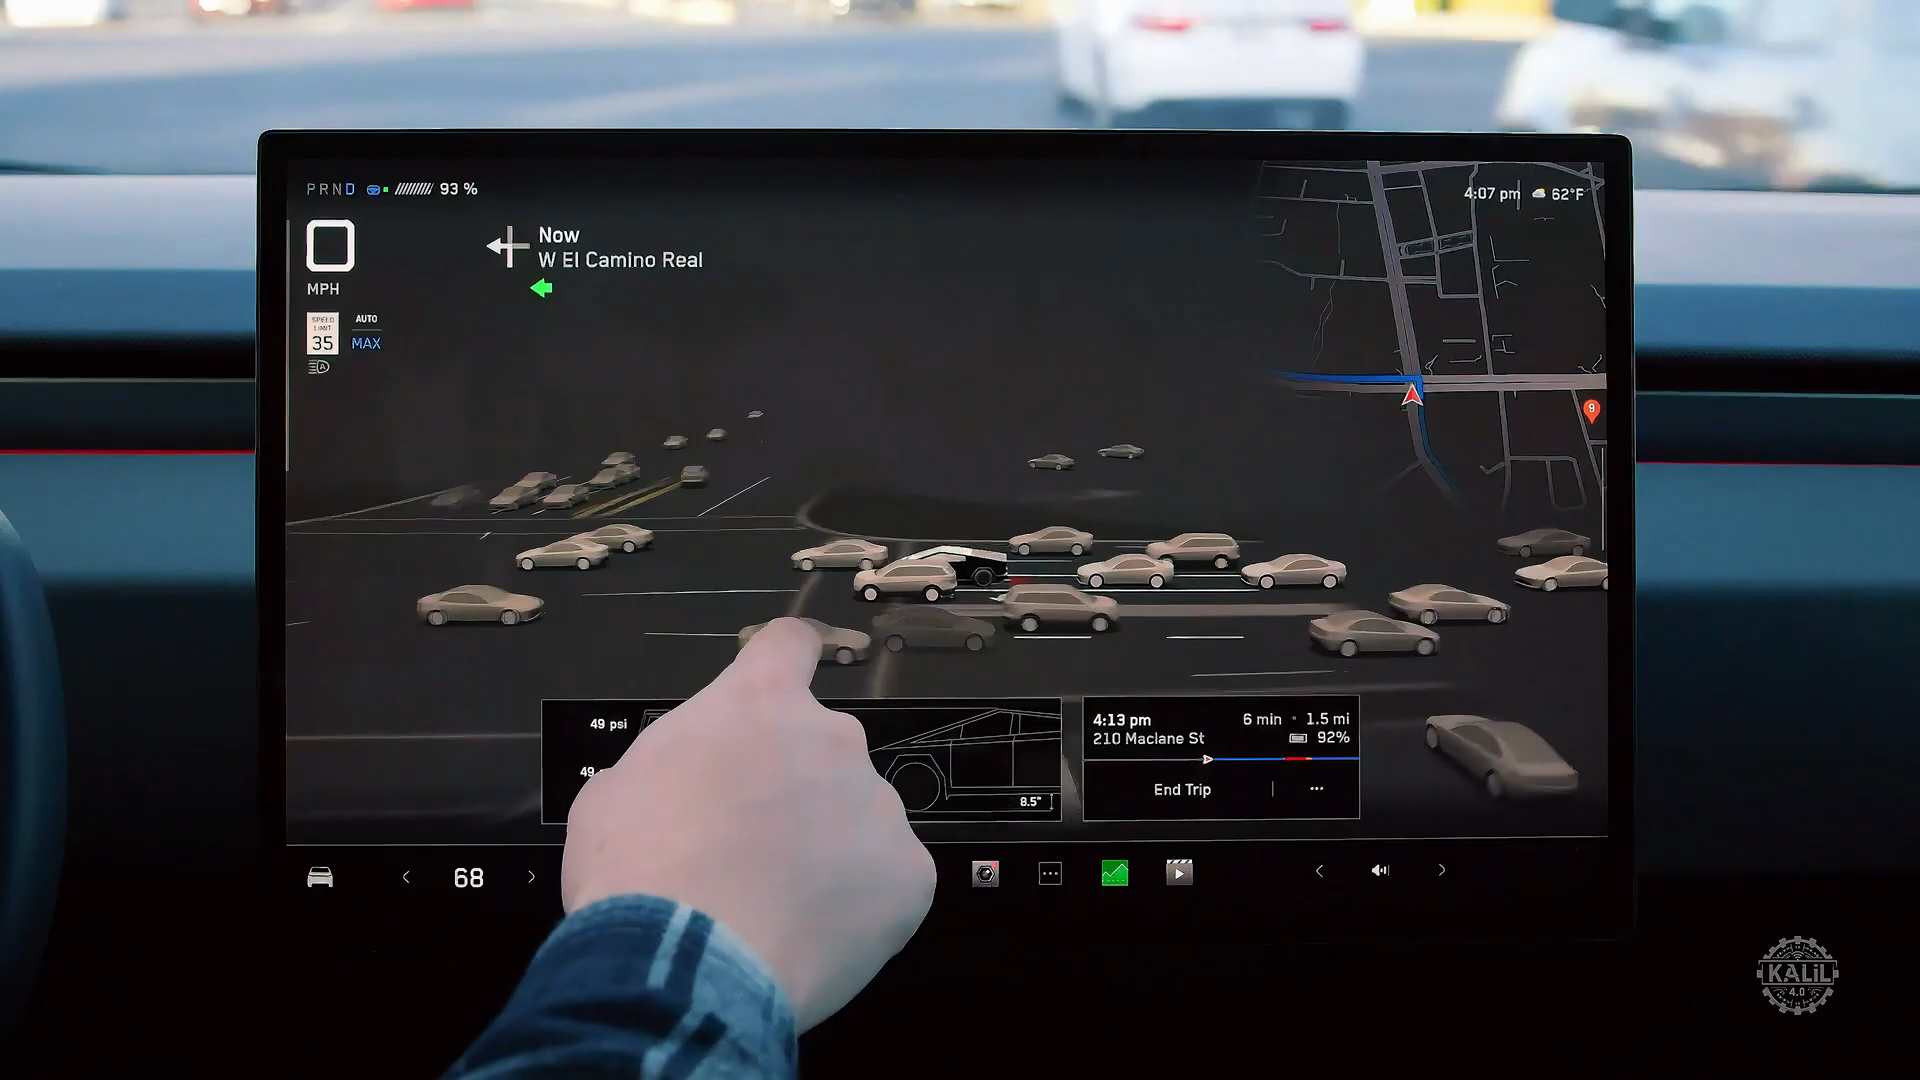 PRND 93 %
0
MPH
SPEED
LIMIT
35
AUTO
MAX
Now
W El Camino Real
4:07 pm 62°F
9
49 psi
49
8.5"
4:13 pm 6 min • 1.5 mi
210 Maclane St 92%
End Trip
68
KALiL
4.0